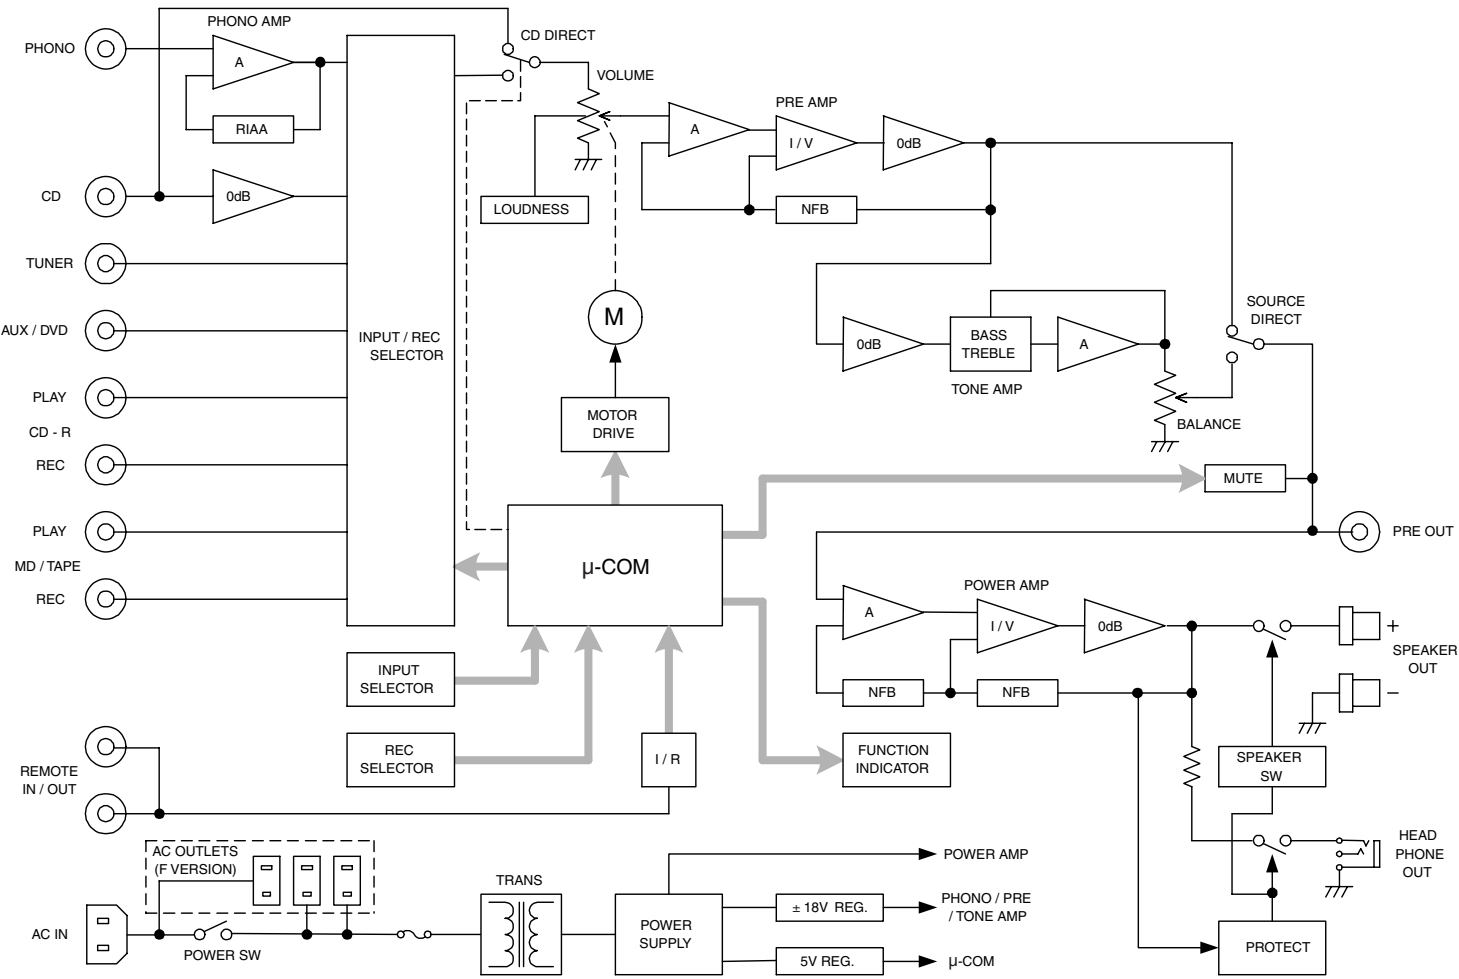 PHONO AMP
PHONO
A
RIAA
CD DIRECT
VOLUME
PRE AMP
A
I / V
0dB
CD
0dB
LOUDNESS
NFB
TUNER
AUX / DVD
INPUT / REC
SELECTOR
M
SOURCE
DIRECT
0dB
BASS
TREBLE
A
TONE AMP
BALANCE
PLAY
CD - R
REC
MOTOR
DRIVE
MUTE
PLAY
MD / TAPE
REC
µ-COM
PRE OUT
POWER AMP
A
I / V
0dB
+
SPEAKER
OUT
−
NFB
NFB
INPUT
SELECTOR
REC
SELECTOR
I / R
FUNCTION
INDICATOR
SPEAKER
SW
REMOTE
IN / OUT
HEAD
PHONE
OUT
AC OUTLETS
(F VERSION)
POWER AMP
TRANS
± 18V REG.
PHONO / PRE
/ TONE AMP
AC IN
POWER SW
POWER
SUPPLY
5V REG.
µ-COM
PROTECT